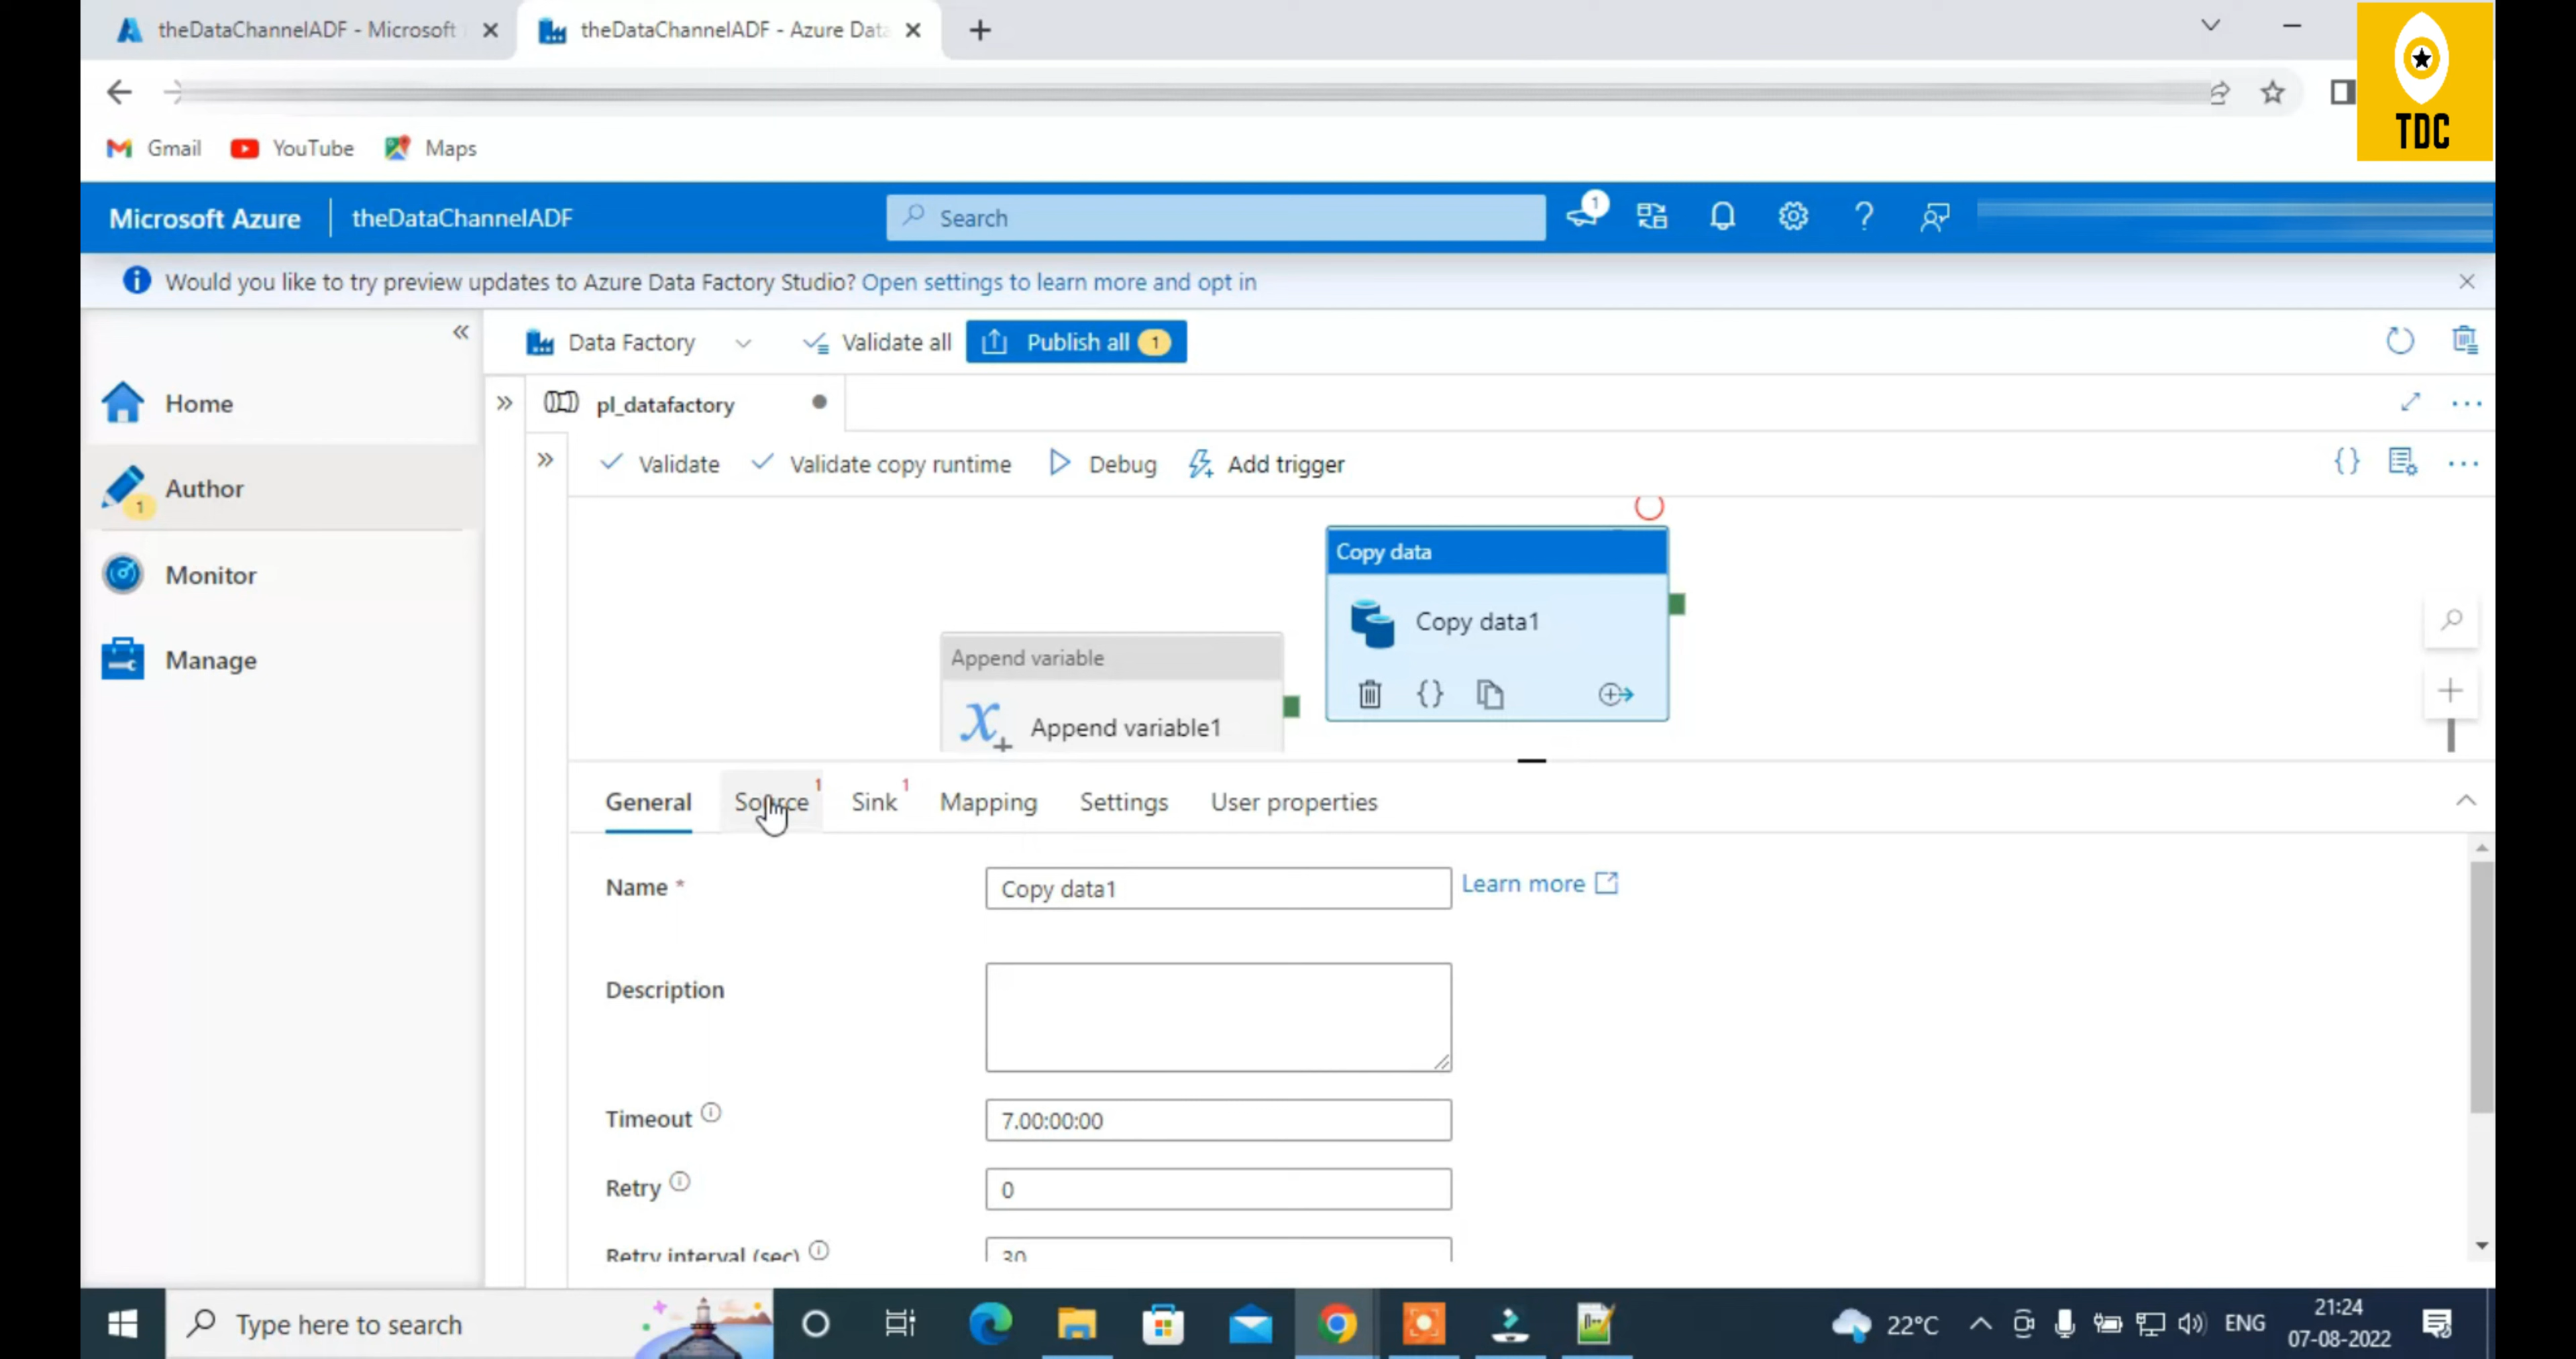 theDataChannelADF - Microsoft
theDataChannelADF - Azure Data
TDC
Gmail
YouTube
Maps
Microsoft Azure
theDataChannelADF
Search
1
Would you like to try preview updates to Azure Data Factory Studio? Open settings to learn more and opt in
Data Factory
Validate all
Publish all 1
Home
pl_datafactory
Author
1
Validate
Validate copy runtime
Debug
Add trigger
Monitor
Manage
Copy data
Copy data1
Append variable
Append variable1
General
Source 1
Sink 1
Mapping
Settings
User properties
Name *
Copy data1
Learn more
Description
Timeout
7.00:00:00
Retry
0
Retry interval (sec)
30
Type here to search
22°C
ENG
21:24
07-08-2022